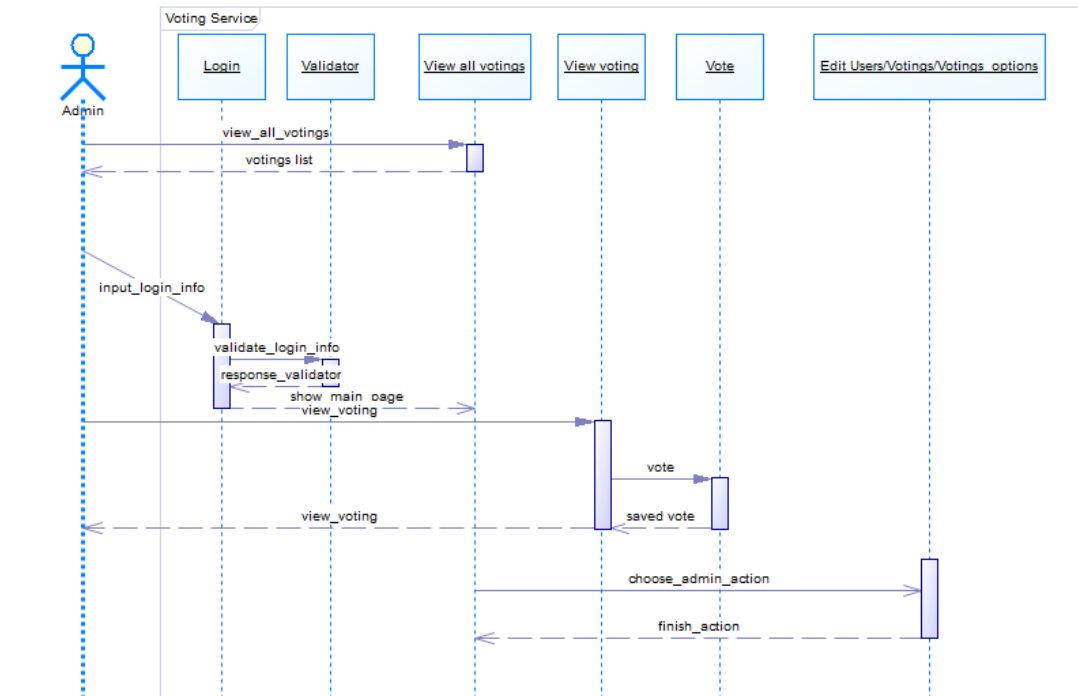 Voting Service
Login
Validator
View all votings
View voting
Vote
Edit Users/Votings/Votings_options
Admin
view_all_votings
votings list
input_login_info
validate_login_info
response_validator
show_main_page
view_voting
vote
view_voting
saved vote
choose_admin_action
finish_action